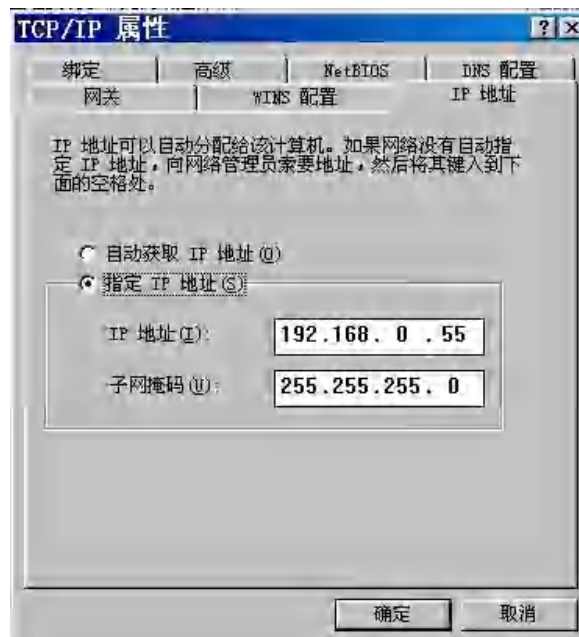 TCP/IP 属性
绑定 高级 NetBIOS DNS 配置
网关 WINS 配置 IP 地址
IP 地址可以自动分配给该计算机。如果网络没有自动指
定 IP 地址，向网络管理员索要地址，然后将其键入到下
面的空格处。
自动获取 IP 地址(O)
指定 IP 地址(S)
IP 地址(I): 192.168. 0 .55
子网掩码(U): 255.255.255. 0
确定 取消